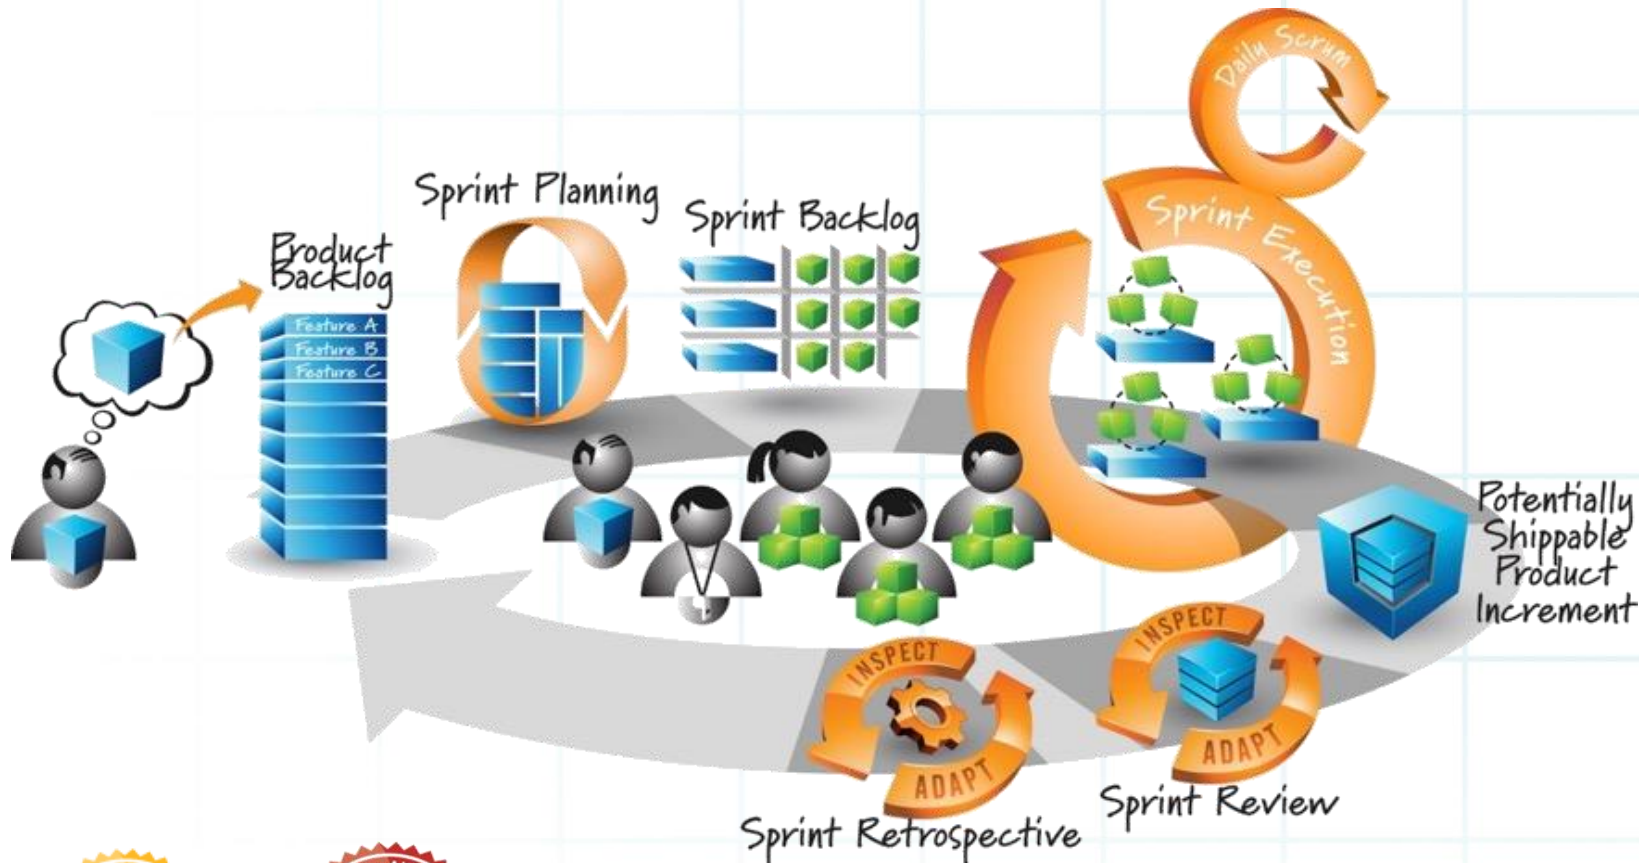 Daily Scrum
Sprint Planning
Sprint Backlog
Sprint Execution
Product
Backlog
Feature A
Feature B
Feature C
Potentially
Shippable
Product
Increment
INSPECT
ADAPT
Sprint Review
INSPECT
ADAPT
Sprint Retrospective